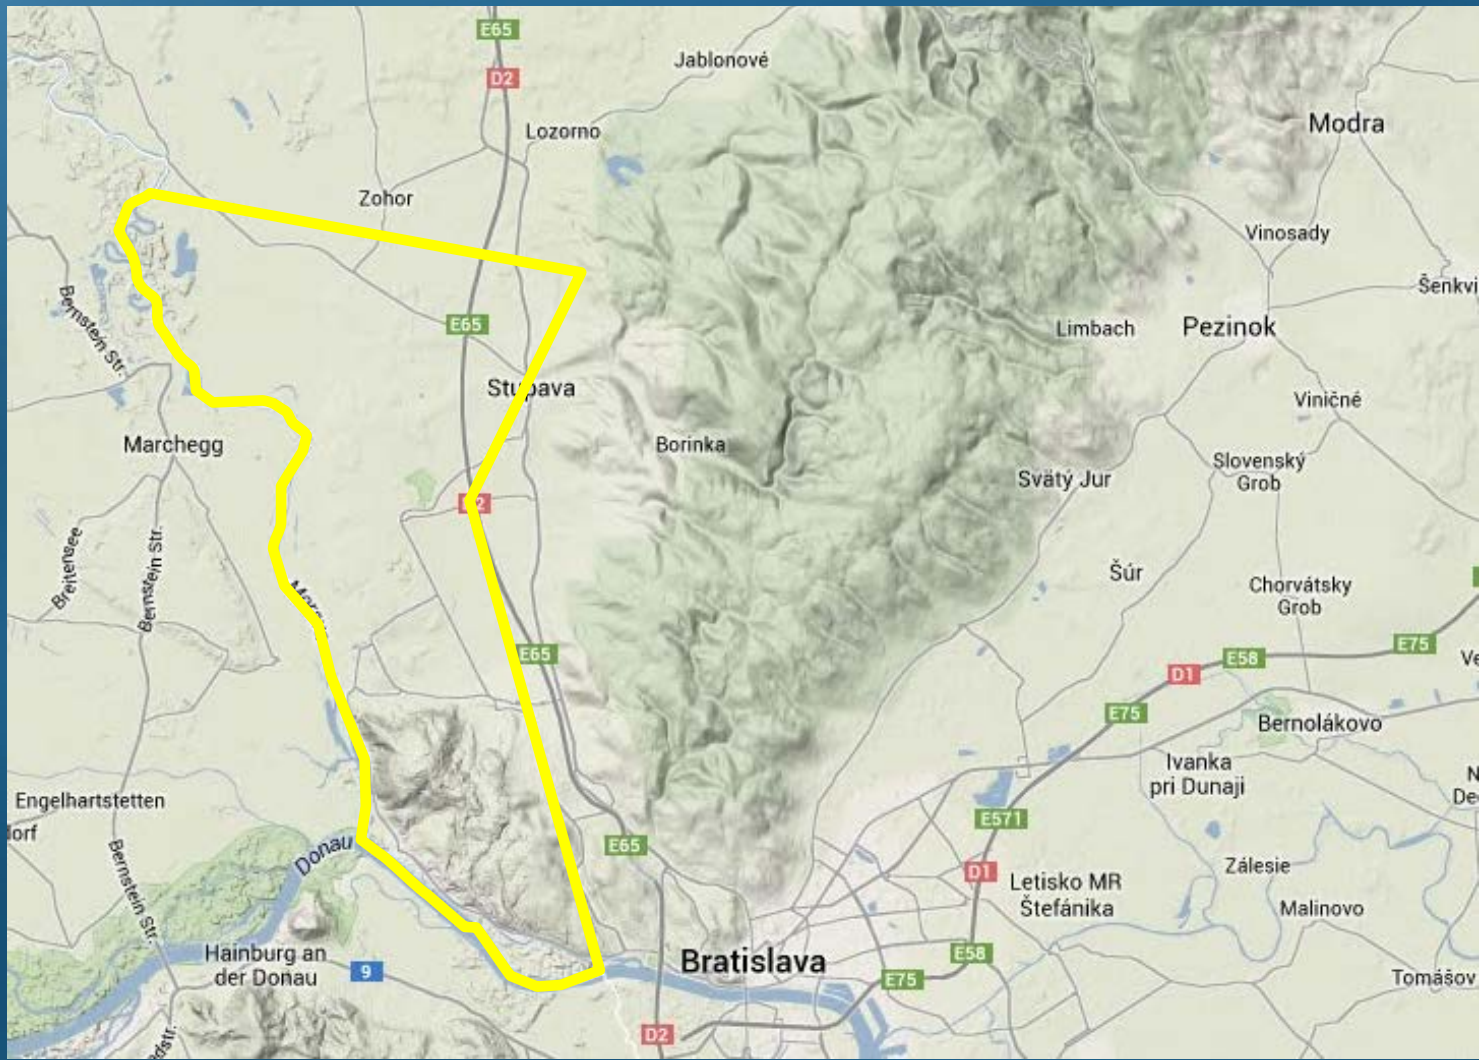 E65
Jablonové
D2
Lozorno
Modra
Zohor
Vinosady
Šenkvi
Bernstein Str.
E65
Limbach
Pezinok
Stupava
Viničné
Marchegg
Borinka
Slovenský
Grob
Svätý Jur
Breitensee
Bernstein Str.
Šúr
Chorvátsky
Grob
E65
E58
E75
D1
Ve
E75
Bernolákovo
Ivanka
pri Dunaji
Engelhartstetten
dorf
N
Dec
E571
Donau
E65
Bernstein Str.
Zálesie
D1
Letisko MR
Štefánika
Malinovo
Hainburg an
der Donau
9
Bratislava
E58
E75
Tomášov
D2